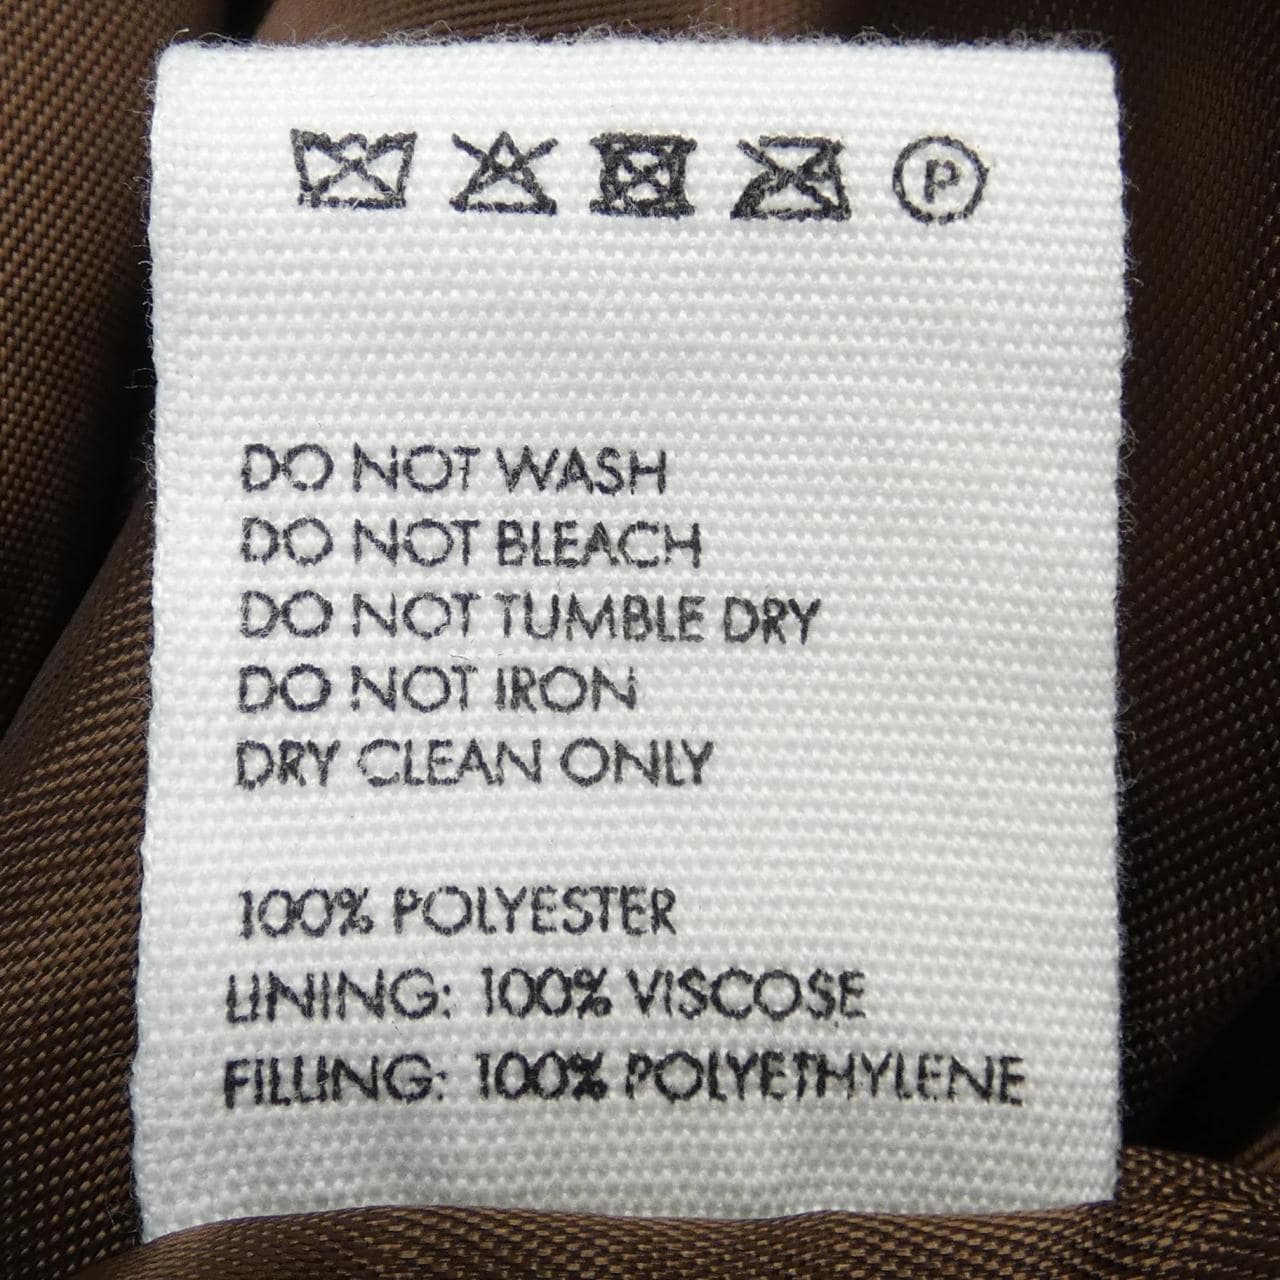 P
DO NOT WASH
DO NOT BLEACH
DO NOT TUMBLE DRY
DO NOT IRON
DRY CLEAN ONLY
100% POLYESTER
LINING: 100% VISCOSE
FILLING: 100% POLYETHYLENE